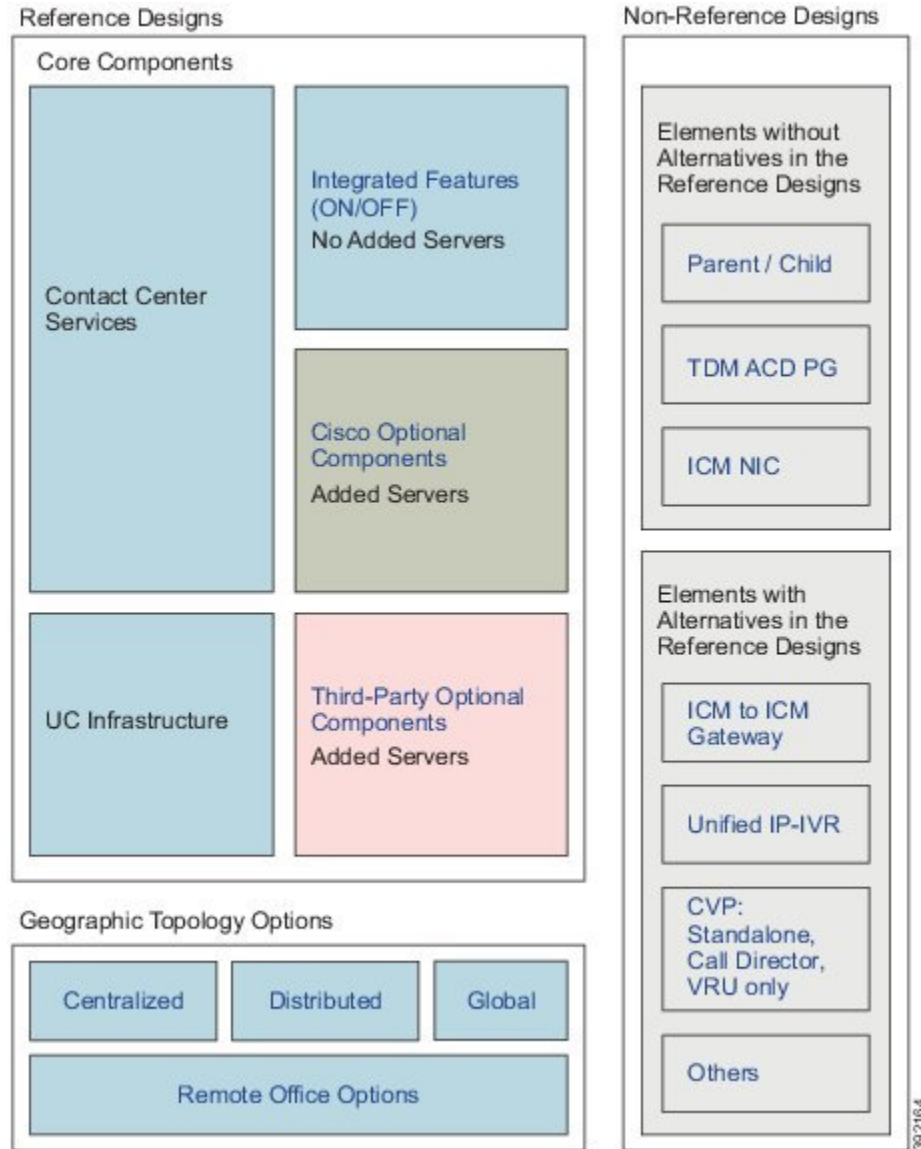 Reference Designs
Core Components
Contact Center
Services
Integrated Features
(ON/OFF)
No Added Servers
Cisco Optional
Components
Added Servers
UC Infrastructure
Third-Party Optional
Components
Added Servers
Geographic Topology Options
Centralized
Distributed
Global
Remote Office Options
Non-Reference Designs
Elements without
Alternatives in the
Reference Designs
Parent / Child
TDM ACD PG
ICM NIC
Elements with
Alternatives in the
Reference Designs
ICM to ICM
Gateway
Unified IP-IVR
CVP:
Standalone,
Call Director,
VRU only
Others
392164